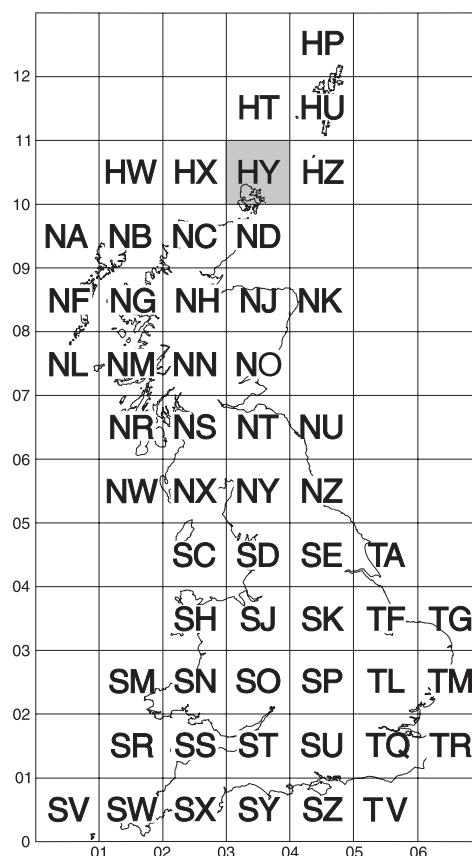 HP
12
HT HU
11
HW HX HY HZ
10
NA NB NC ND
09
NF NG NH NJ NK
08
NL NM NN NO
07
NR NS NT NU
06
NW NX NY NZ
05
SC SD SE TA
04
SH SJ SK TF TG
03
SM SN SO SP TL TM
02
SR SS ST SU TQ TR
01
SV SW SX SY SZ TV
0
01 02 03 04 05 06